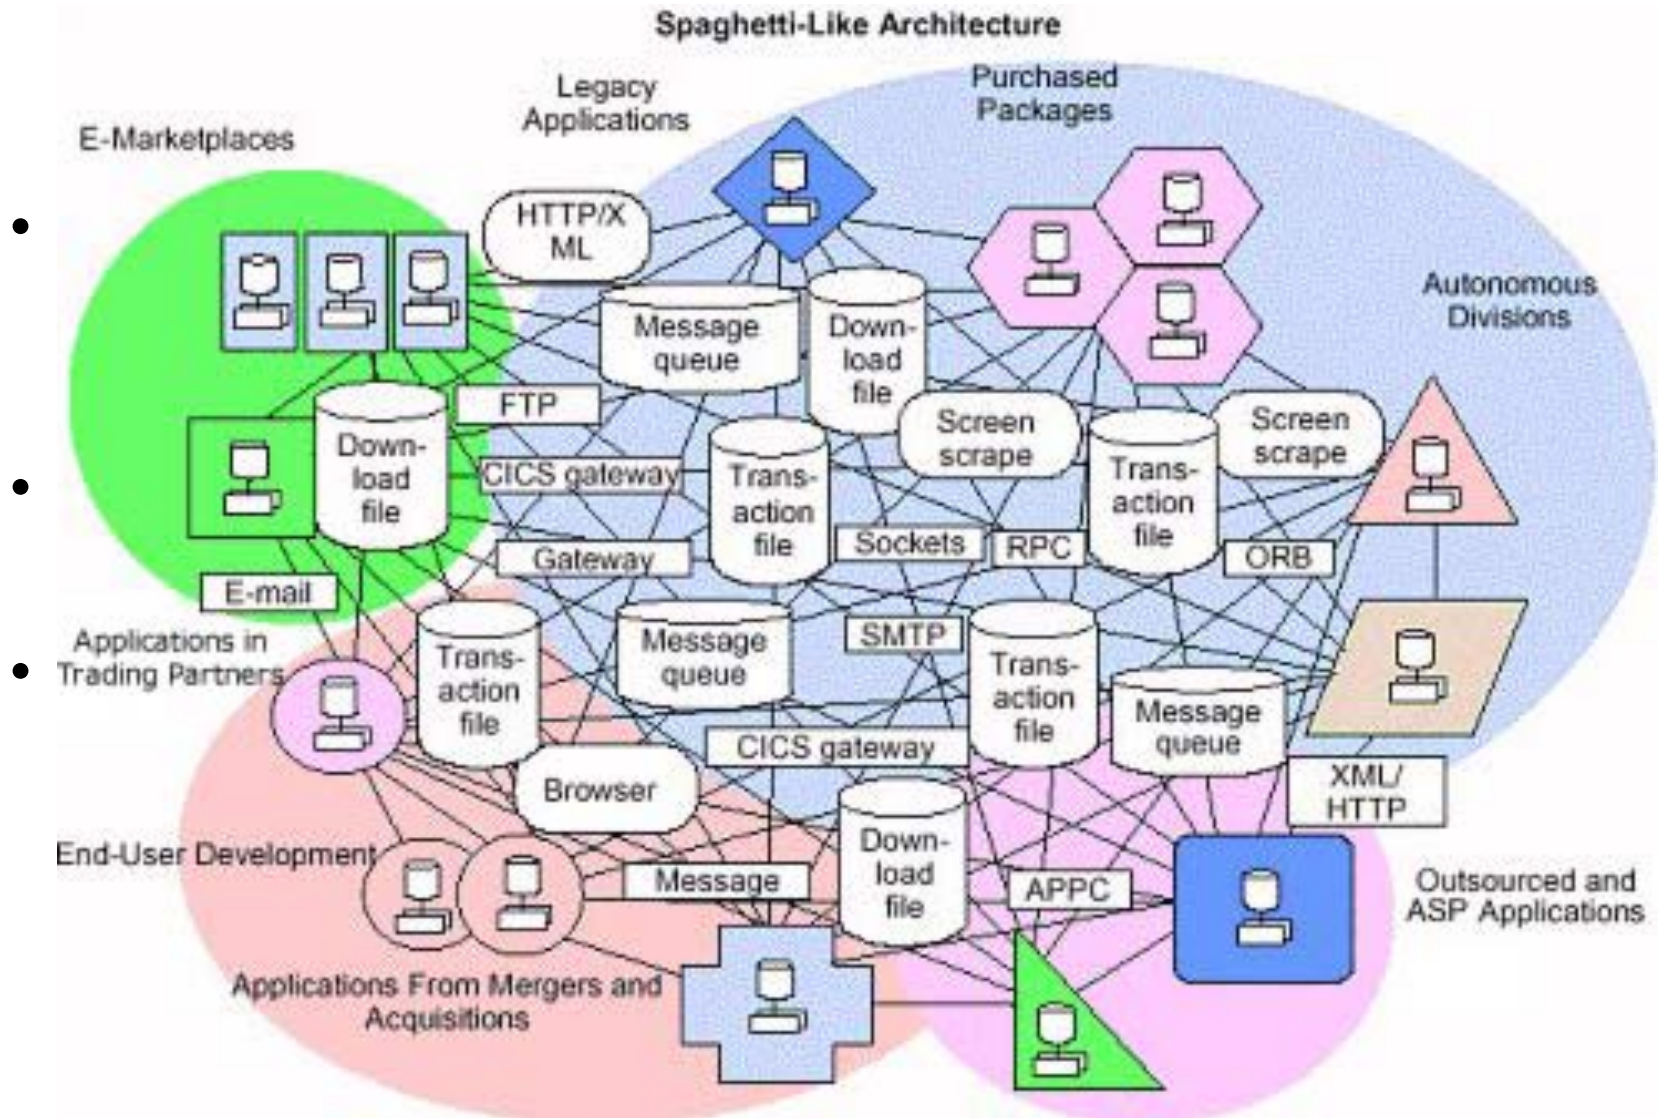 Spaghetti-Like Architecture
Legacy
Applications
Purchased
Packages
E-Marketplaces
HTTP/X
ML
Autonomous
Divisions
Message
queue
Down-
load
file
FTP
Screen
scrape
Screen
scrape
Down-
load
file
CICS gateway
Trans-
action
file
Trans-
action
file
Gateway
Sockets
RPC
ORB
E-mail
Applications in
Trading Partners
Trans-
action
file
Message
queue
SMTP
Trans-
action
file
Message
queue
CICS gateway
Browser
XML/
HTTP
End-User Development
Message
Down-
load
file
APPC
Outsourced and
ASP Applications
Applications From Mergers and
Acquisitions